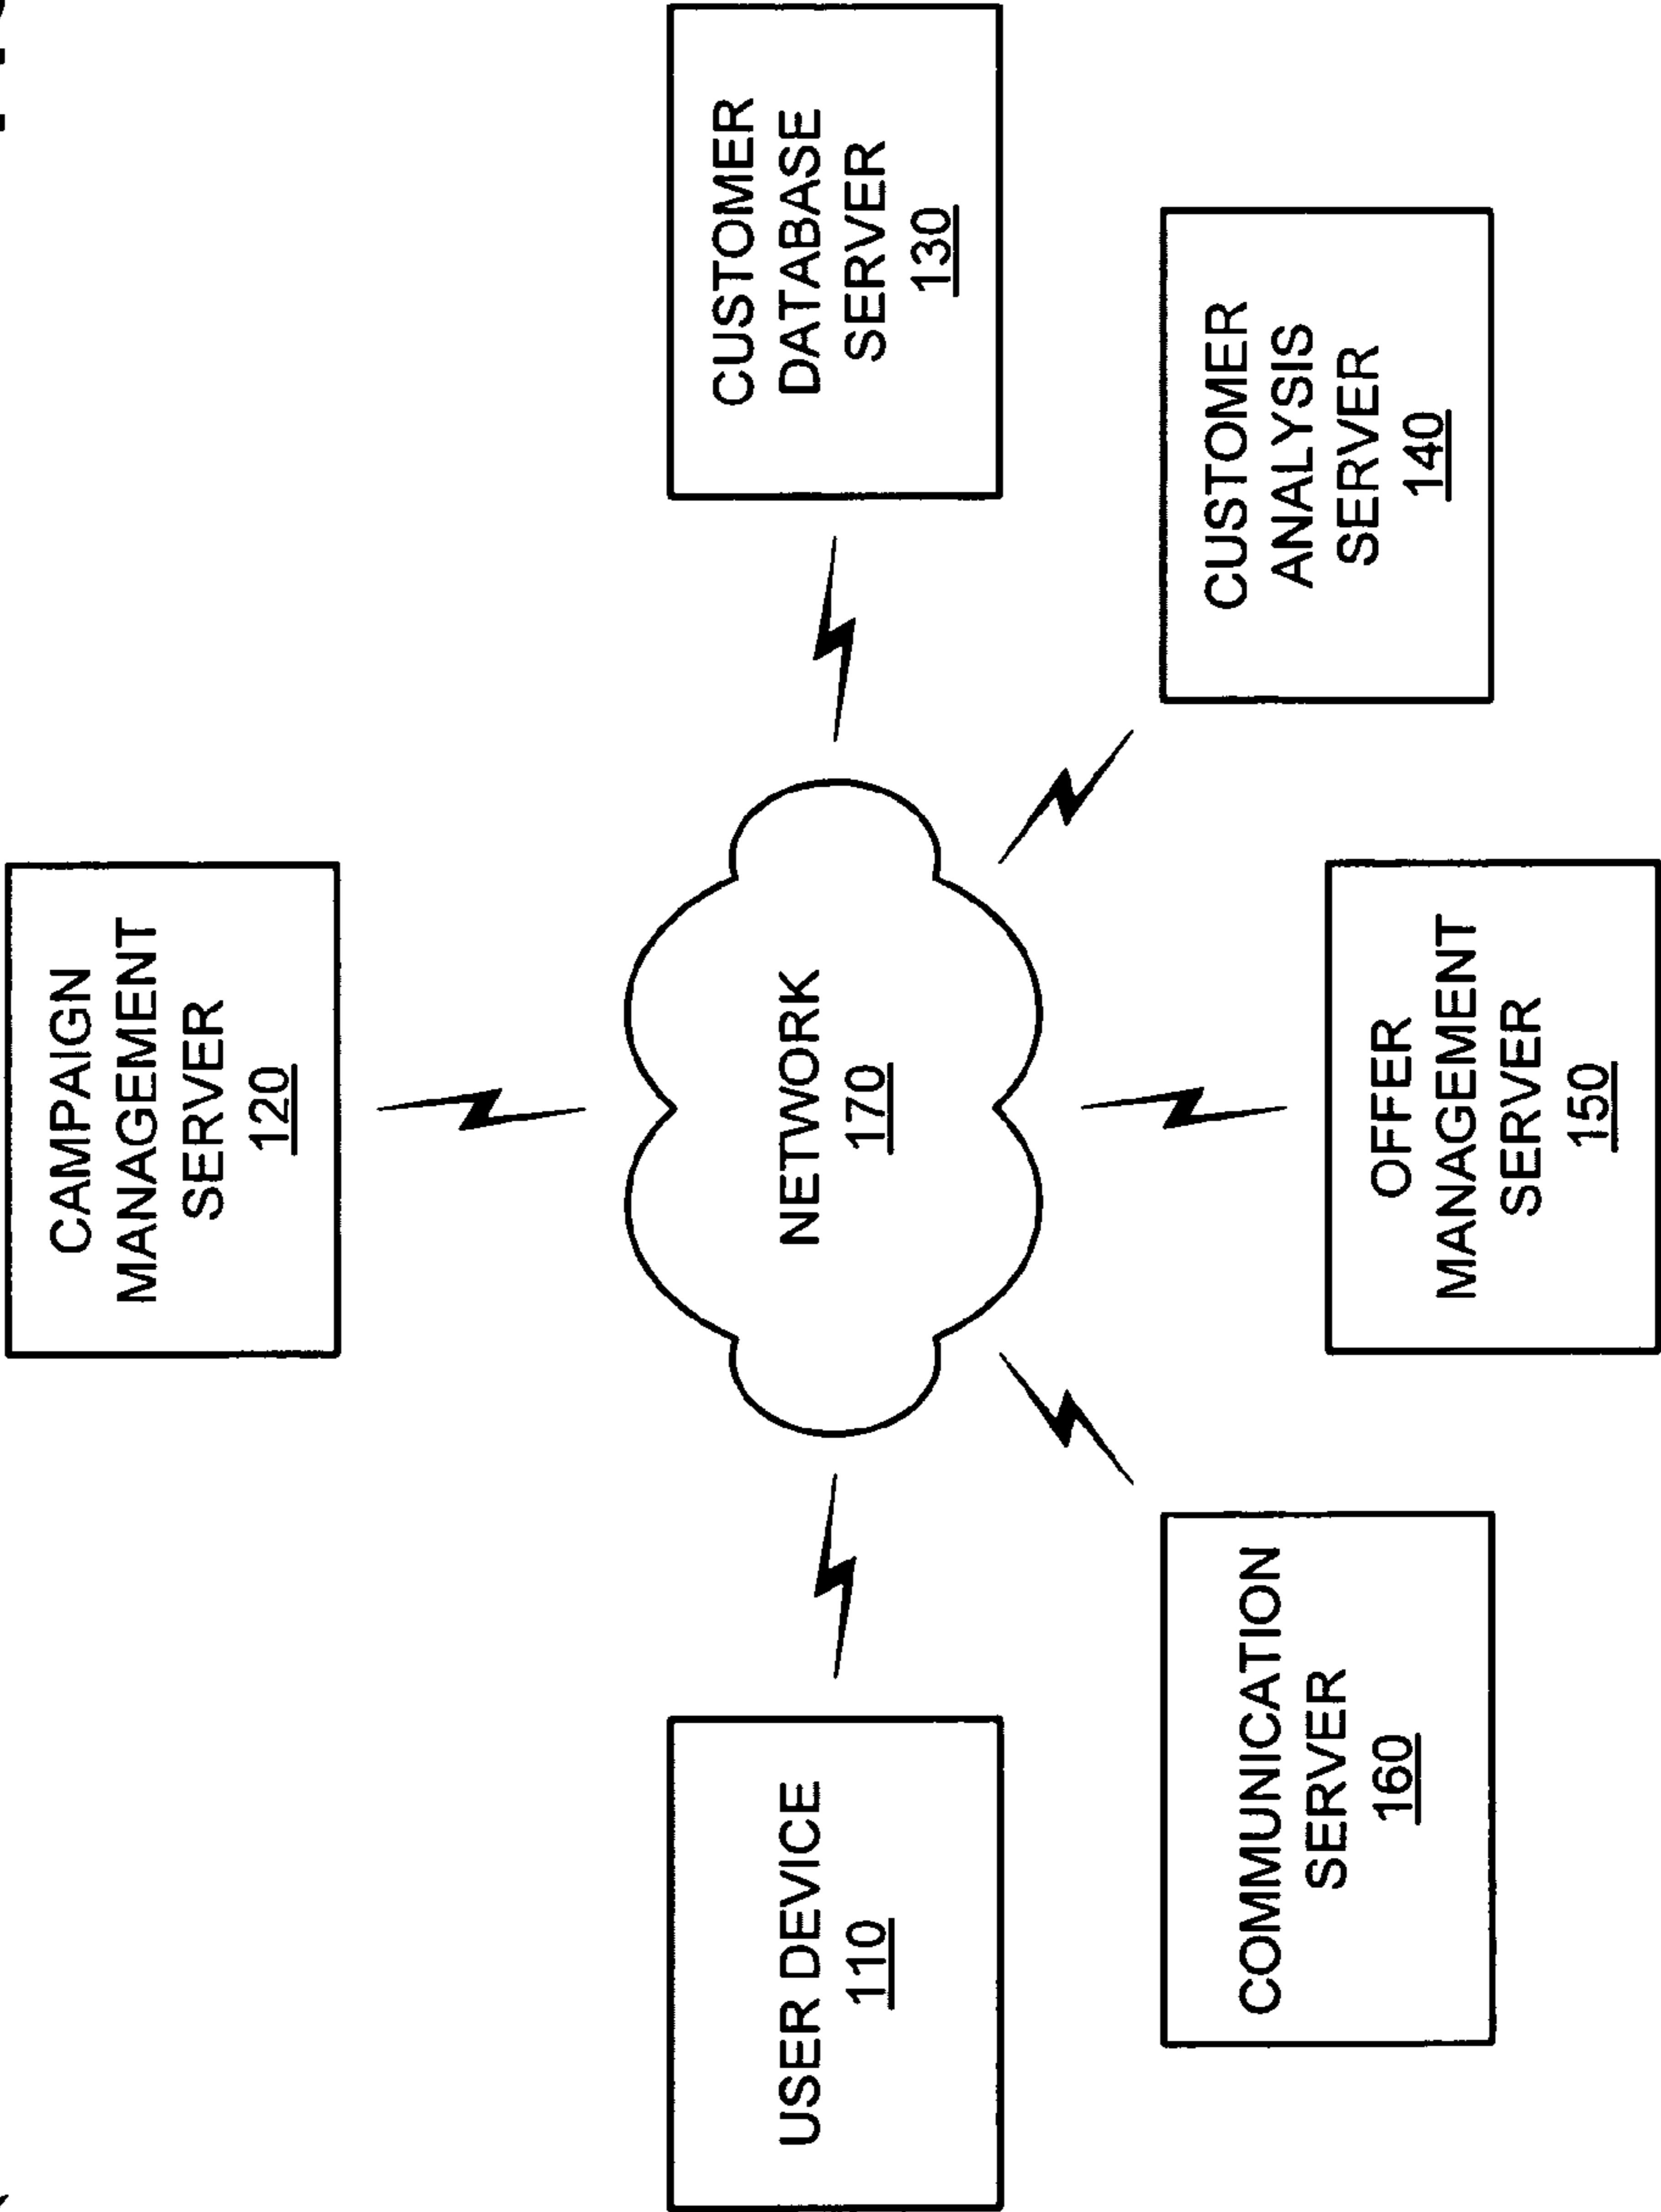 CAMPAIGN
MANAGEMENT
SERVER
120
USER DEVICE
110
NETWORK
170
CUSTOMER
DATABASE
SERVER
130
COMMUNICATION
SERVER
160
CUSTOMER
ANALYSIS
SERVER
140
OFFER
MANAGEMENT
SERVER
150